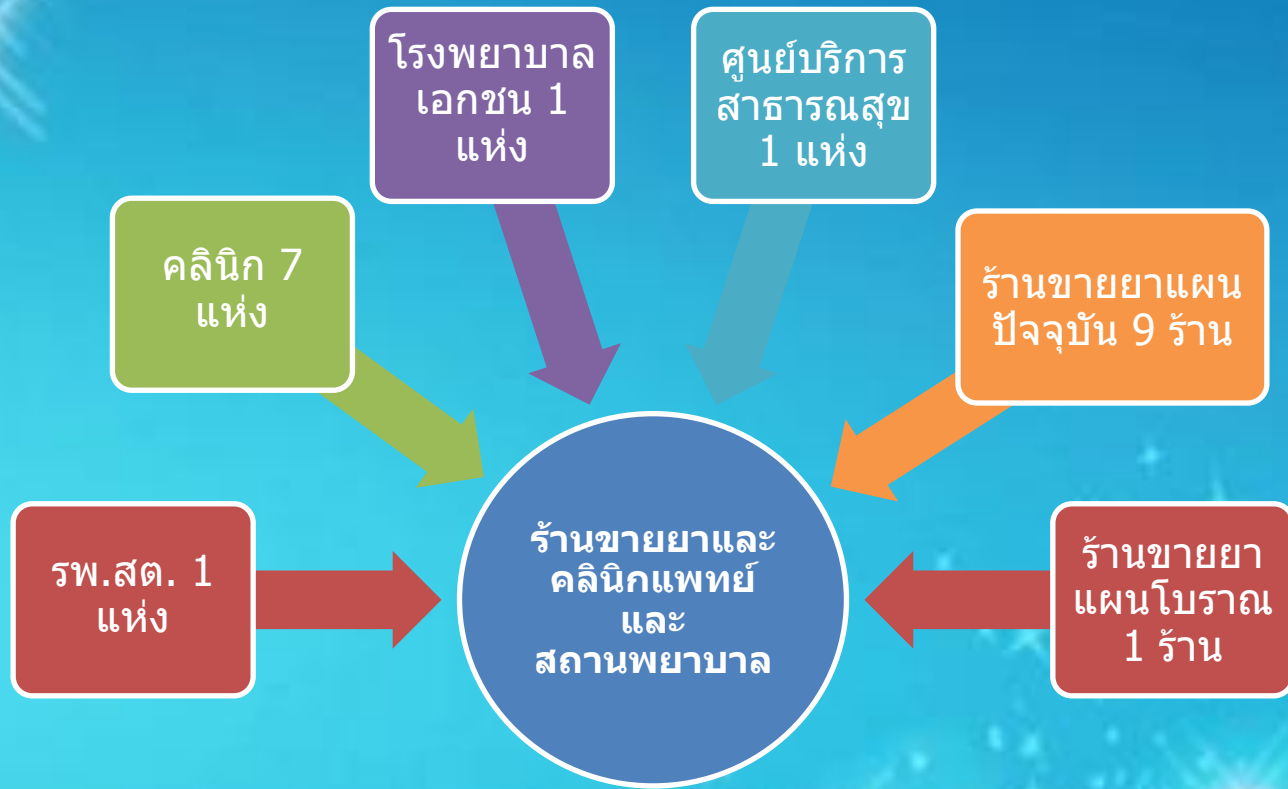 โรงพยาบาล
เอกชน 1
แห่ง
ศูนย์บริการ
สาธารณสุข
1 แห่ง
คลินิก 7
แห่ง
ร้านขายยาแผน
ปัจจุบัน 9 ร้าน
รพ.สต. 1
แห่ง
ร้านขายยาและ
คลินิกแพทย์
และ
สถานพยาบาล
ร้านขายยา
แผนโบราณ
1 ร้าน